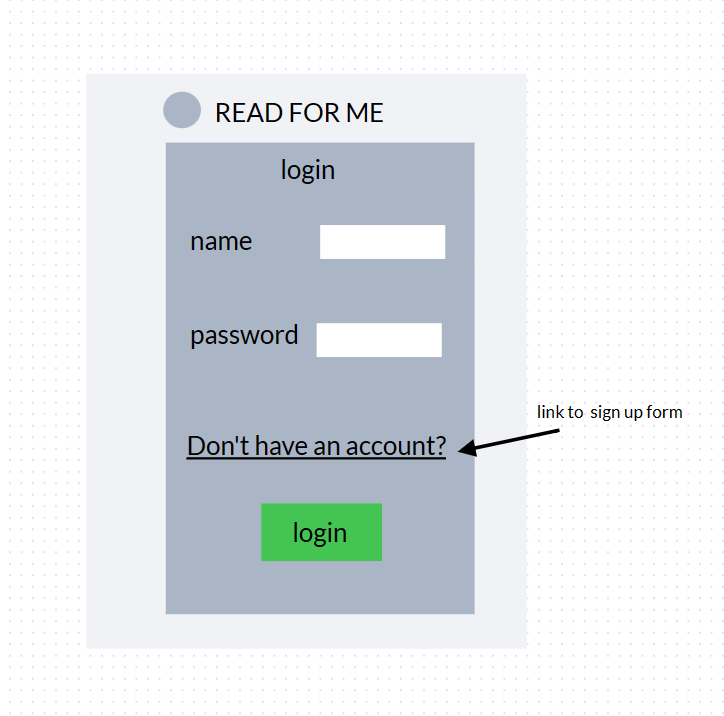 READ FOR ME
login
name
password
link to sign up form
Don't have an account?
login